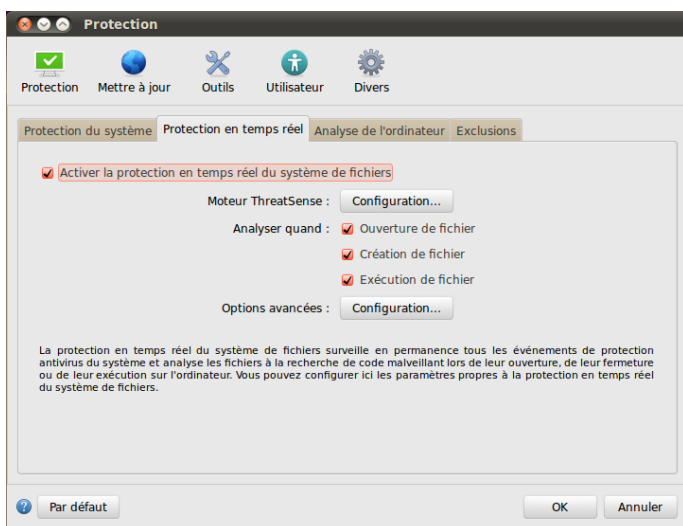 Protection
Protection Mettre à jour Outils Utilisateur Divers
Protection du système Protection en temps réel Analyse de l'ordinateur Exclusions
Activer la protection en temps réel du système de fichiers
Moteur ThreatSense : Configuration...
Analyser quand : Ouverture de fichier
Création de fichier
Exécution de fichier
Options avancées : Configuration...
La protection en temps réel du système de fichiers surveille en permanence tous les événements de protection
antivirus du système et analyse les fichiers à la recherche de code malveillant lors de leur ouverture, de leur fermeture
ou de leur exécution sur l'ordinateur. Vous pouvez configurer ici les paramètres propres à la protection en temps réel
du système de fichiers.
? Par défaut OK Annuler